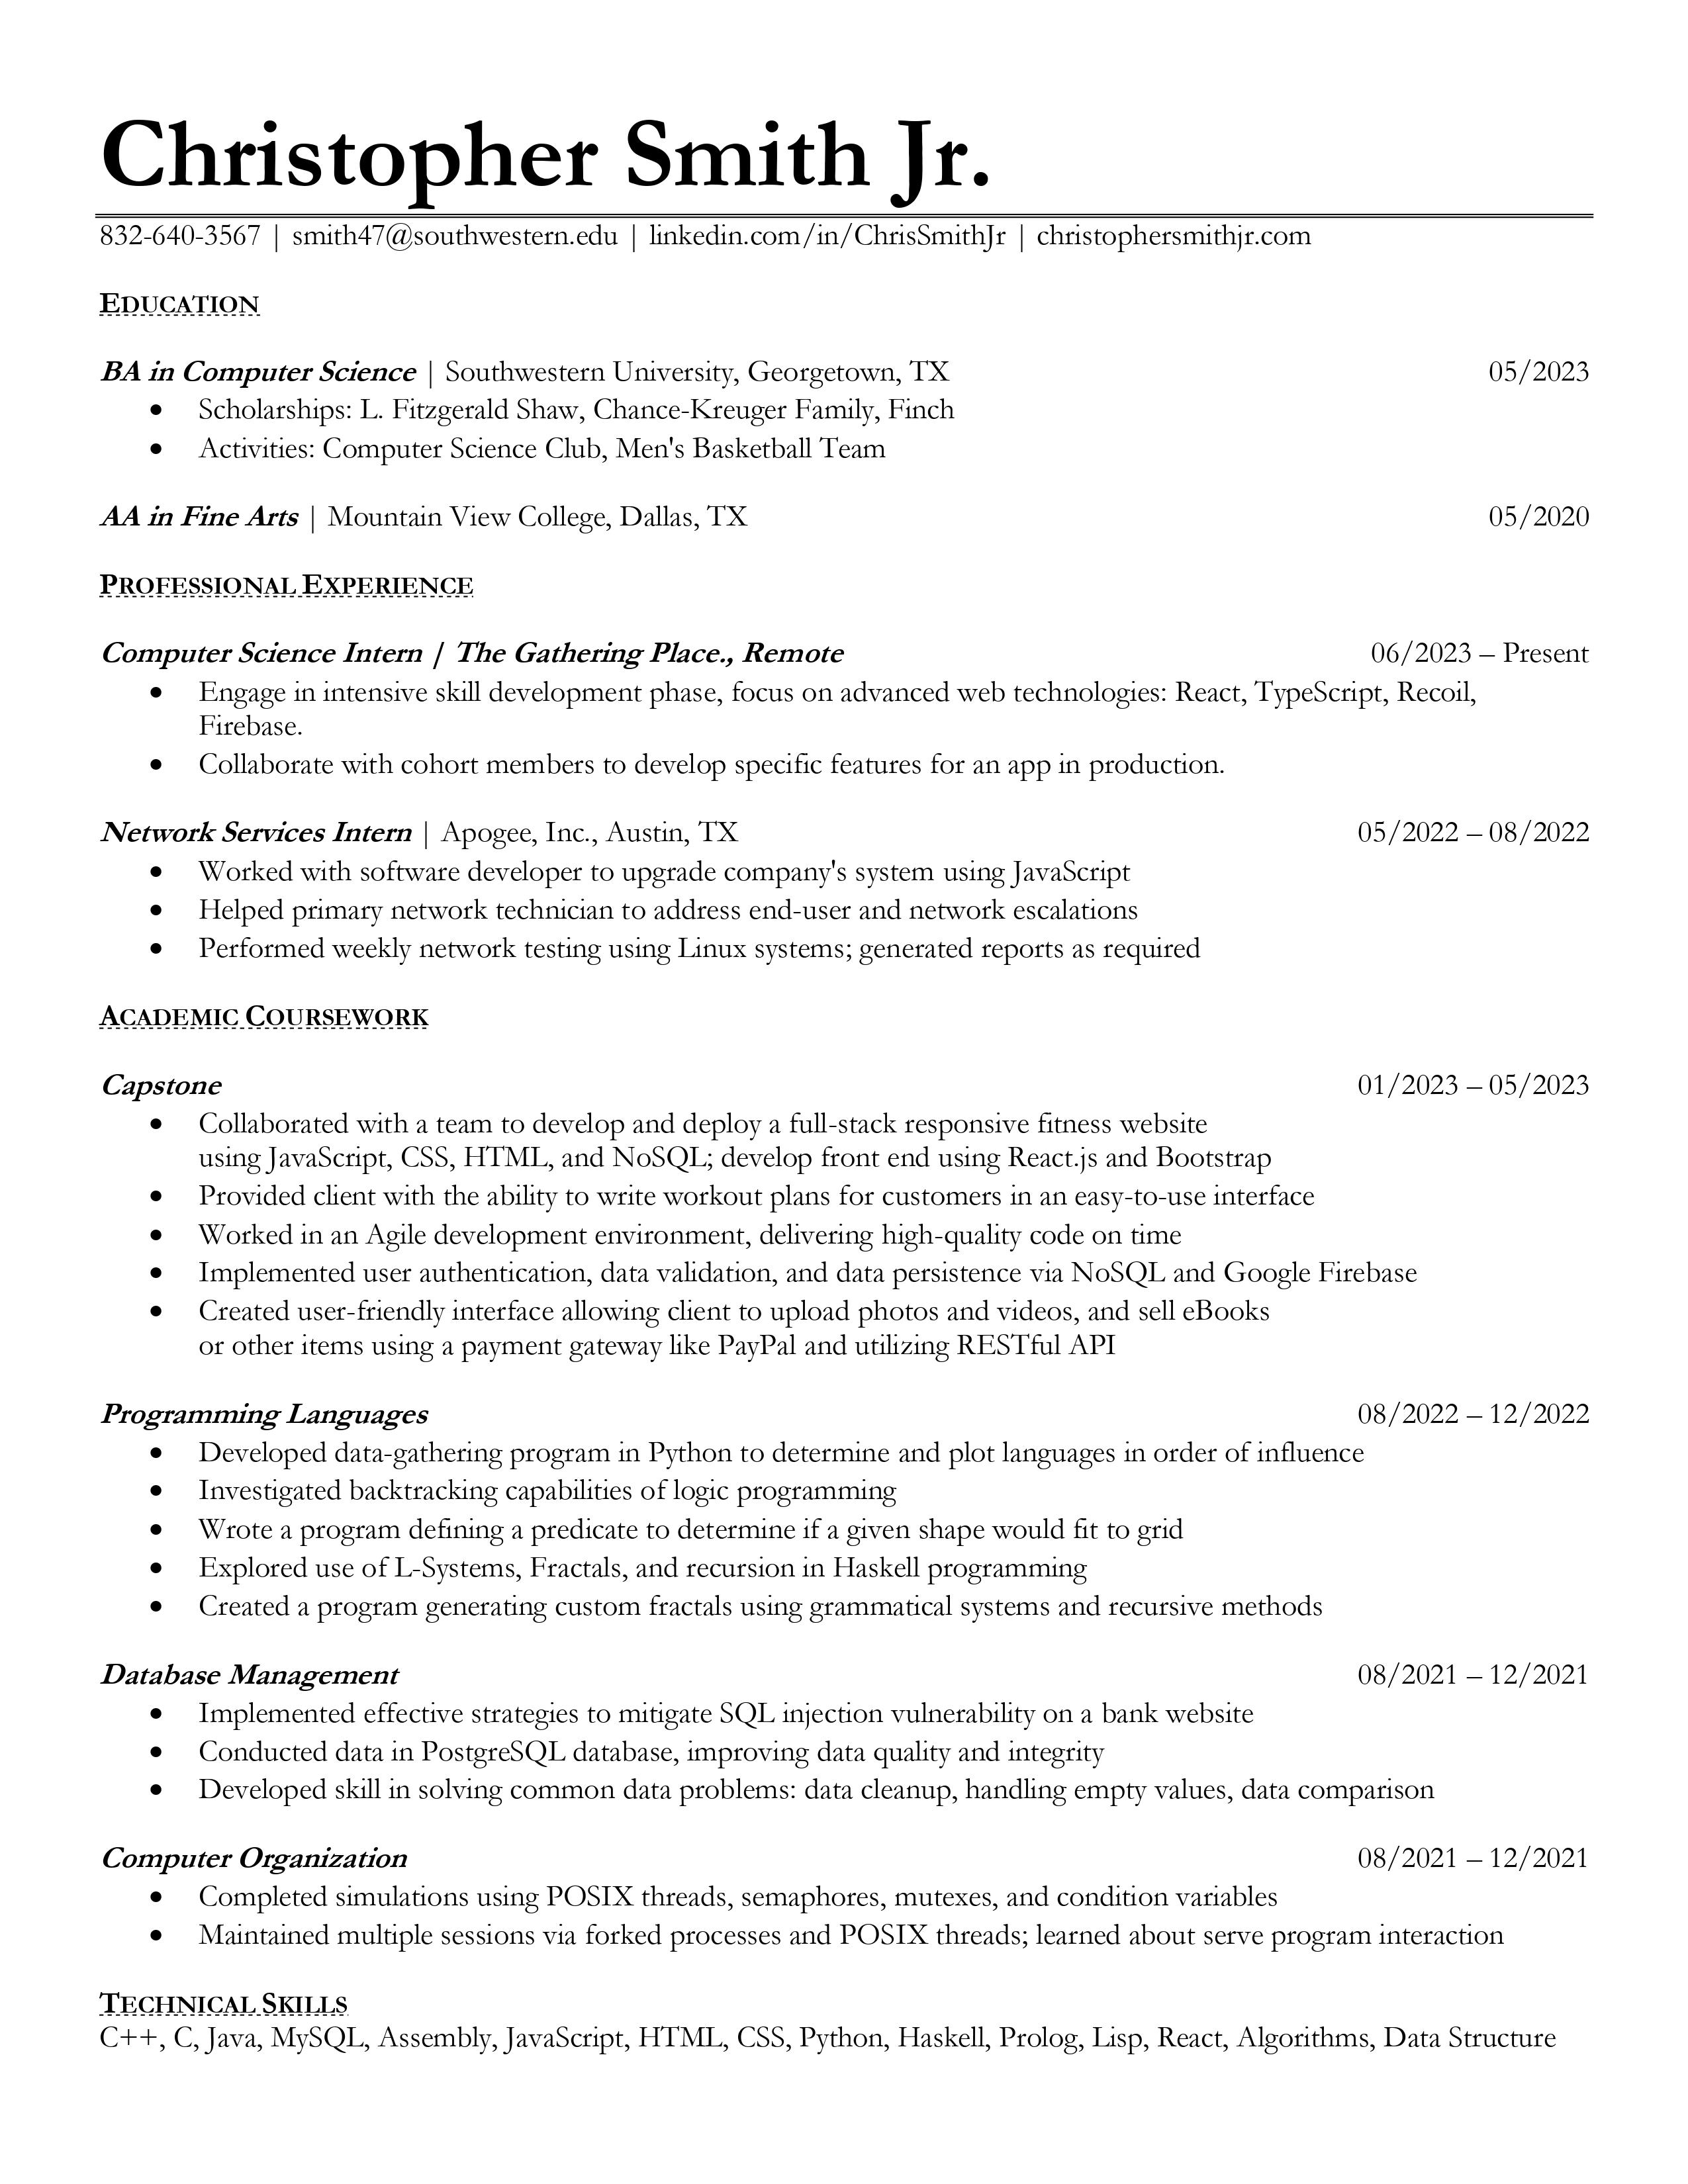 Christopher Smith Jr.
832-640-3567 | smith47@southwestern.edu | linkedin.com/in/ChrisSmithJr | christophersmithjr.com
EDUCATION
BA in Computer Science | Southwestern University, Georgetown, TX 05/2023
• Scholarships: L. Fitzgerald Shaw, Chance-Kreuger Family, Finch
• Activities: Computer Science Club, Men's Basketball Team
AA in Fine Arts | Mountain View College, Dallas, TX 05/2020
PROFESSIONAL EXPERIENCE
Computer Science Intern | The Gathering Place., Remote 06/2023 – Present
• Engage in intensive skill development phase, focus on advanced web technologies: React, TypeScript, Recoil,
Firebase.
• Collaborate with cohort members to develop specific features for an app in production.
Network Services Intern | Apogee, Inc., Austin, TX 05/2022 – 08/2022
• Worked with software developer to upgrade company's system using JavaScript
• Helped primary network technician to address end-user and network escalations
• Performed weekly network testing using Linux systems; generated reports as required
ACADEMIC COURSEWORK
Capstone 01/2023 – 05/2023
• Collaborated with a team to develop and deploy a full-stack responsive fitness website
using JavaScript, CSS, HTML, and NoSQL; develop front end using React.js and Bootstrap
• Provided client with the ability to write workout plans for customers in an easy-to-use interface
• Worked in an Agile development environment, delivering high-quality code on time
• Implemented user authentication, data validation, and data persistence via NoSQL and Google Firebase
• Created user-friendly interface allowing client to upload photos and videos, and sell eBooks
or other items using a payment gateway like PayPal and utilizing RESTful API
Programming Languages 08/2022 – 12/2022
• Developed data-gathering program in Python to determine and plot languages in order of influence
• Investigated backtracking capabilities of logic programming
• Wrote a program defining a predicate to determine if a given shape would fit to grid
• Explored use of L-Systems, Fractals, and recursion in Haskell programming
• Created a program generating custom fractals using grammatical systems and recursive methods
Database Management 08/2021 – 12/2021
• Implemented effective strategies to mitigate SQL injection vulnerability on a bank website
• Conducted data in PostgreSQL database, improving data quality and integrity
• Developed skill in solving common data problems: data cleanup, handling empty values, data comparison
Computer Organization 08/2021 – 12/2021
• Completed simulations using POSIX threads, semaphores, mutexes, and condition variables
• Maintained multiple sessions via forked processes and POSIX threads; learned about serve program interaction
TECHNICAL SKILLS
C++, C, Java, MySQL, Assembly, JavaScript, HTML, CSS, Python, Haskell, Prolog, Lisp, React, Algorithms, Data Structure